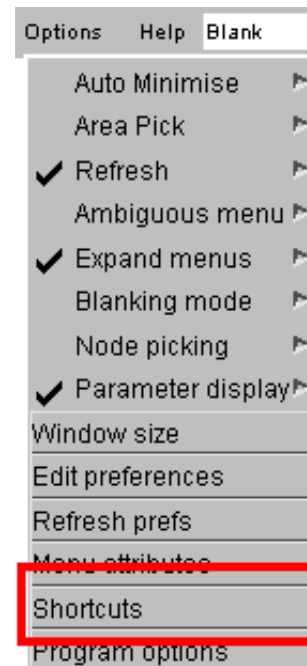 Options Help Blank
Auto Minimise
Area Pick
Refresh
Ambiguous menu
Expand menus
Blanking mode
Node picking
Parameter display
Window size
Edit preferences
Refresh prefs
Menu attributes
Shortcuts
Program options